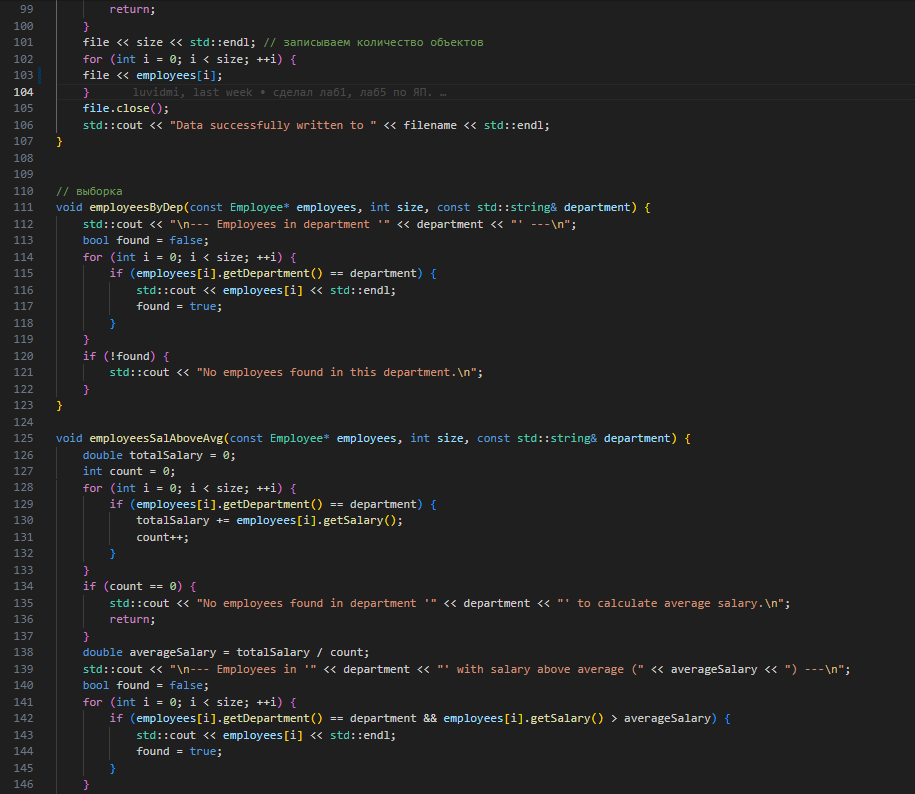 99 return;
100 }
101 file << size << std::endl; // записываем количество объектов
102 for (int i = 0; i < size; ++i) {
103 file << employees[i];
104 } luvidmi, last week • сделал лаб1, лаб5 по ЯП. …
105 file.close();
106 std::cout << "Data successfully written to " << filename << std::endl;
107 }
108
109
110 // выборка
111 void employeesByDep(const Employee* employees, int size, const std::string& department) {
112 std::cout << "\n--- Employees in department '" << department << "' ---\n";
113 bool found = false;
114 for (int i = 0; i < size; ++i) {
115 if (employees[i].getDepartment() == department) {
116 std::cout << employees[i] << std::endl;
117 found = true;
118 }
119 }
120 if (!found) {
121 std::cout << "No employees found in this department.\n";
122 }
123 }
124
125 void employeesSalAboveAvg(const Employee* employees, int size, const std::string& department) {
126 double totalSalary = 0;
127 int count = 0;
128 for (int i = 0; i < size; ++i) {
129 if (employees[i].getDepartment() == department) {
130 totalSalary += employees[i].getSalary();
131 count++;
132 }
133 }
134 if (count == 0) {
135 std::cout << "No employees found in department '" << department << "' to calculate average salary.\n";
136 return;
137 }
138 double averageSalary = totalSalary / count;
139 std::cout << "\n--- Employees in '" << department << "' with salary above average (" << averageSalary << ") ---\n";
140 bool found = false;
141 for (int i = 0; i < size; ++i) {
142 if (employees[i].getDepartment() == department && employees[i].getSalary() > averageSalary) {
143 std::cout << employees[i] << std::endl;
144 found = true;
145 }
146 }